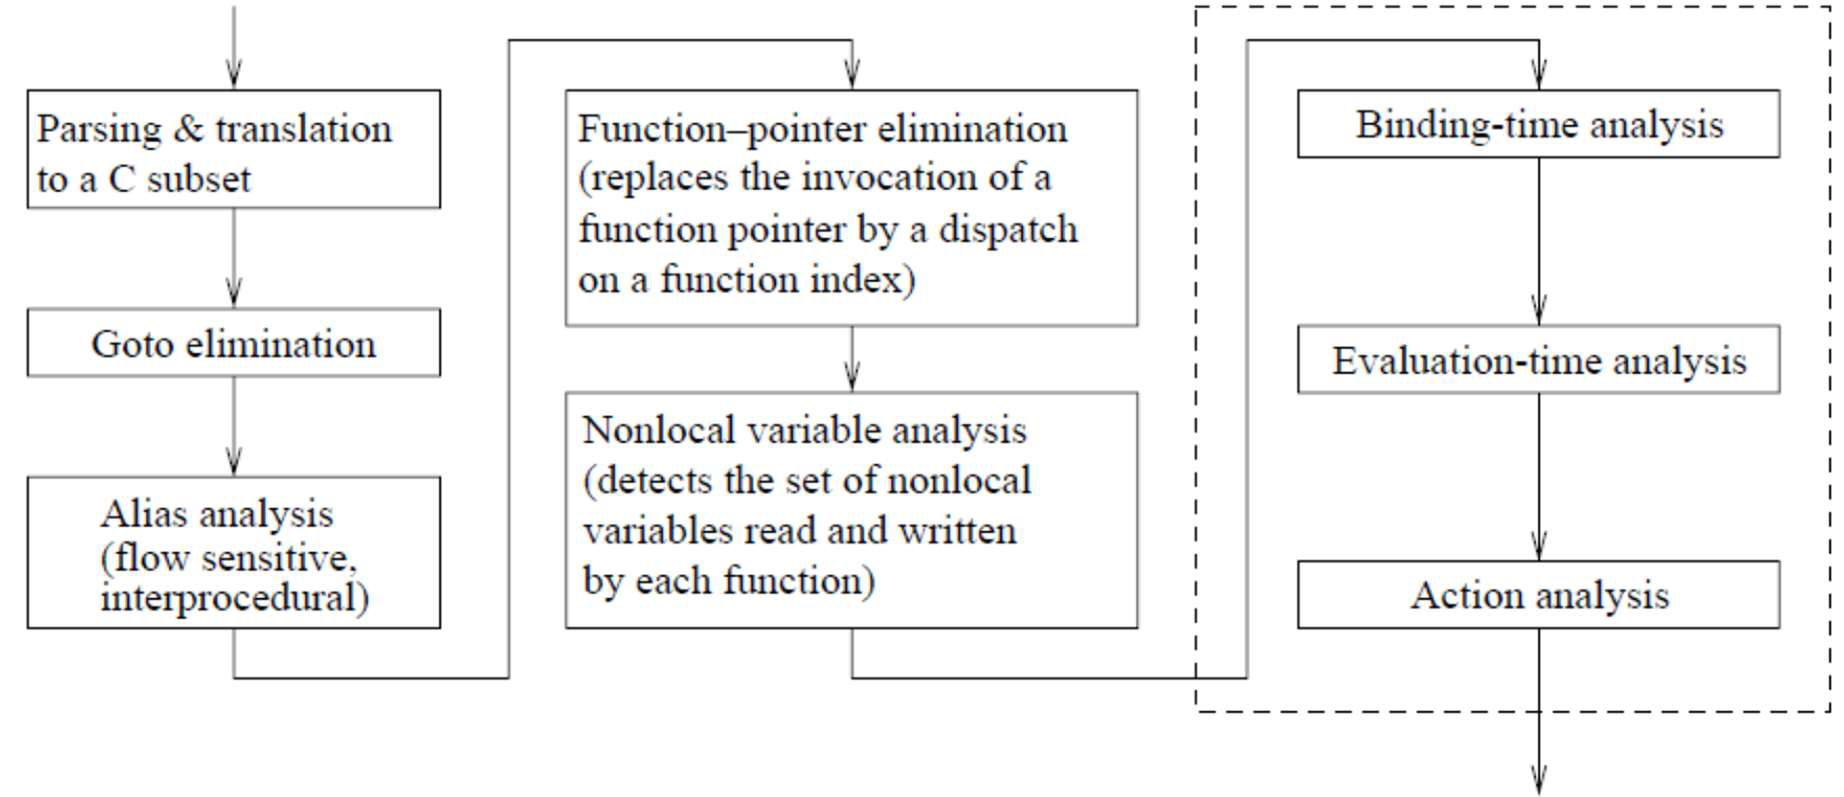 Parsing & translation
to a C subset
Goto elimination
Alias analysis
(flow sensitive,
interprocedural)
Function–pointer elimination
(replaces the invocation of a
function pointer by a dispatch
on a function index)
Nonlocal variable analysis
(detects the set of nonlocal
variables read and written
by each function)
Binding-time analysis
Evaluation-time analysis
Action analysis